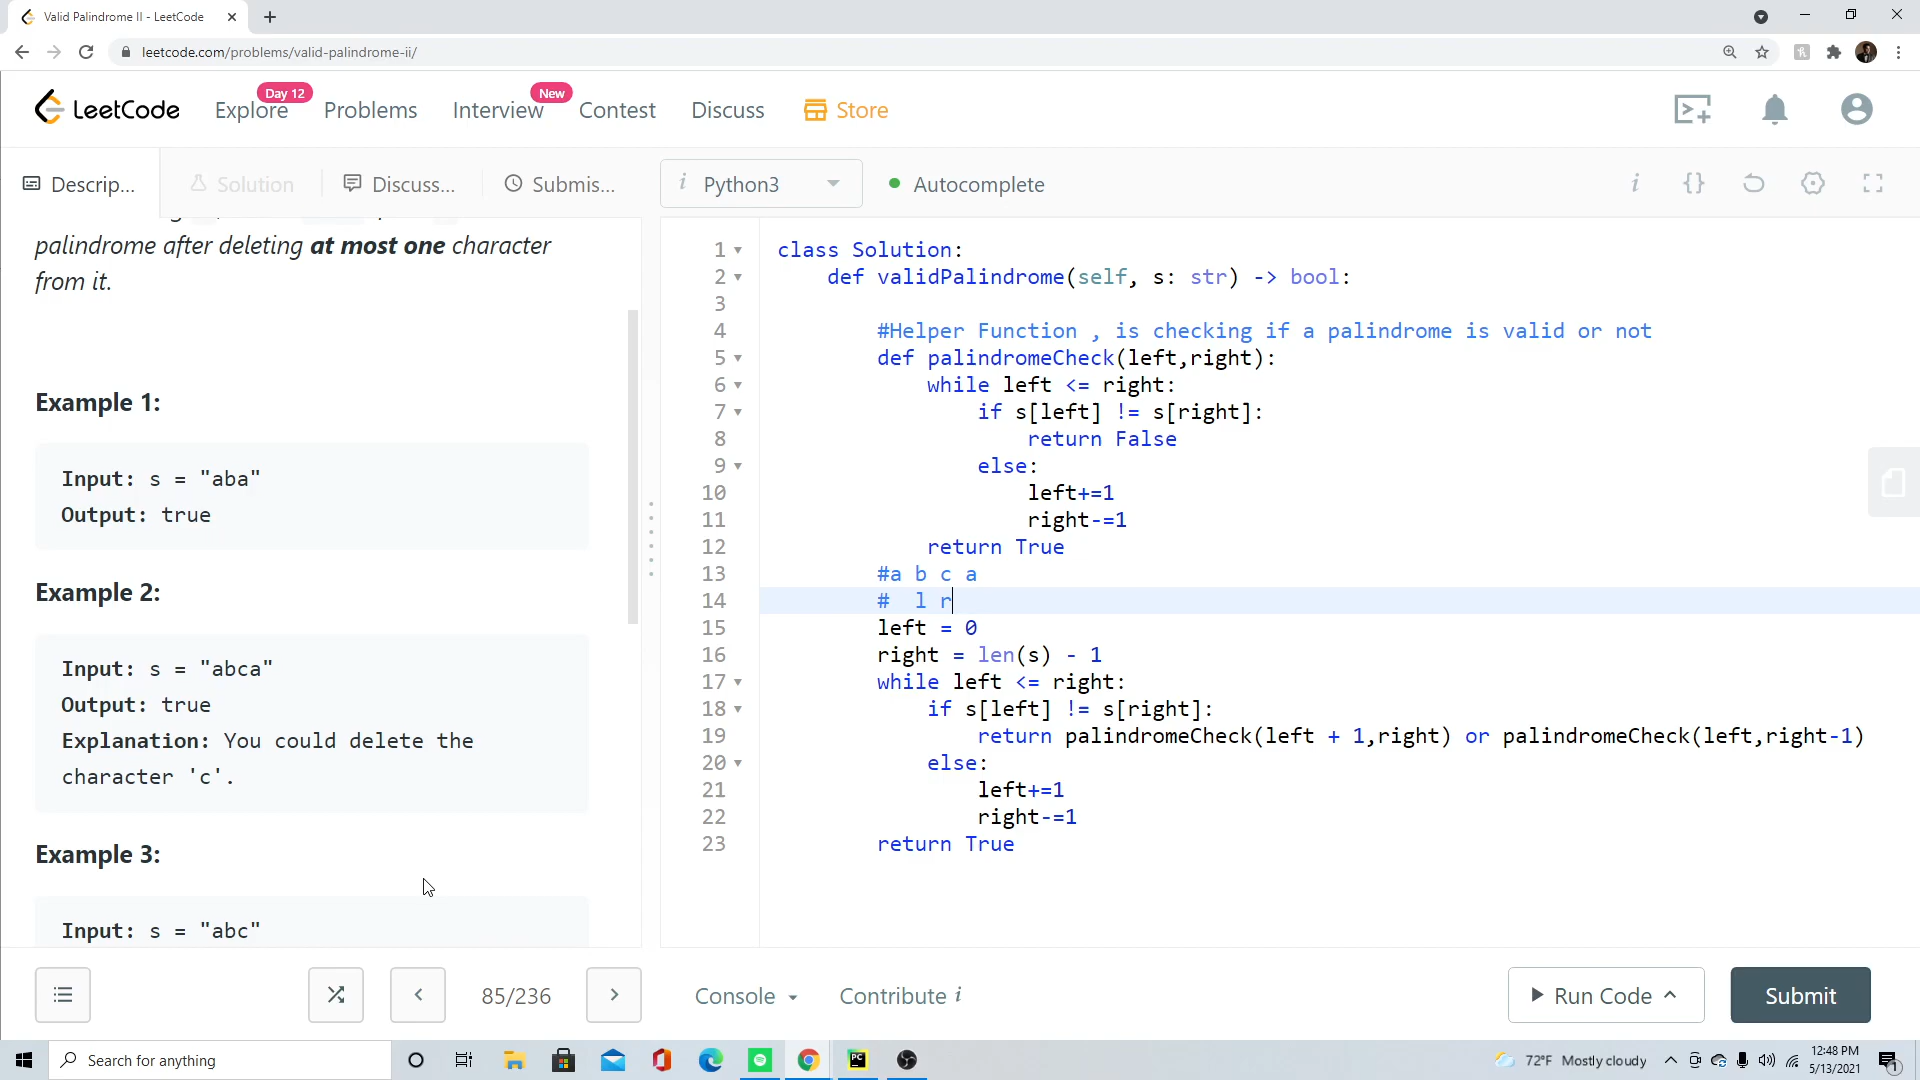 Valid Palindrome II - LeetCode
leetcode.com/problems/valid-palindrome-ii/
LeetCode
Explore
Day 12
Problems
Interview
New
Contest
Discuss
Store
Descrip...
Solution
Discuss...
Submis...
i Python3
Autocomplete
palindrome after deleting at most one character
from it.
Example 1:
Input: s = "aba"
Output: true
Example 2:
Input: s = "abca"
Output: true
Explanation: You could delete the
character 'c'.
Example 3:
Input: s = "abc"
1 class Solution:
2 def validPalindrome(self, s: str) -> bool:
3
4 #Helper Function , is checking if a palindrome is valid or not
5 def palindromeCheck(left,right):
6 while left <= right:
7 if s[left] != s[right]:
8 return False
9 else:
10 left+=1
11 right-=1
12 return True
13 #a b c a
14 #  l r
15 left = 0
16 right = len(s) - 1
17 while left <= right:
18 if s[left] != s[right]:
19 return palindromeCheck(left + 1,right) or palindromeCheck(left,right-1)
20 else:
21 left+=1
22 right-=1
23 return True
85/236
Console
Contribute i
Run Code
Submit
Search for anything
72°F Mostly cloudy
12:48 PM
5/13/2021